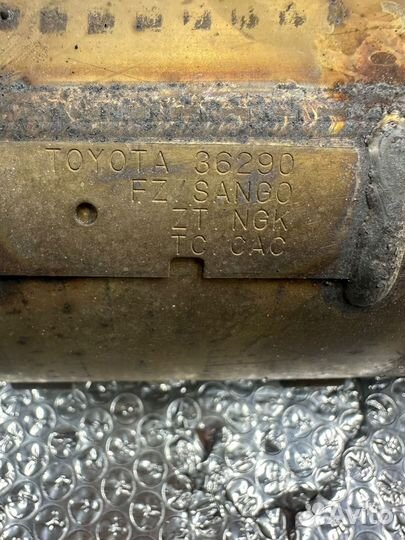 TOYOTA 36290
FZ/SANGO
ZT.NGK
TC/CAC
Avito